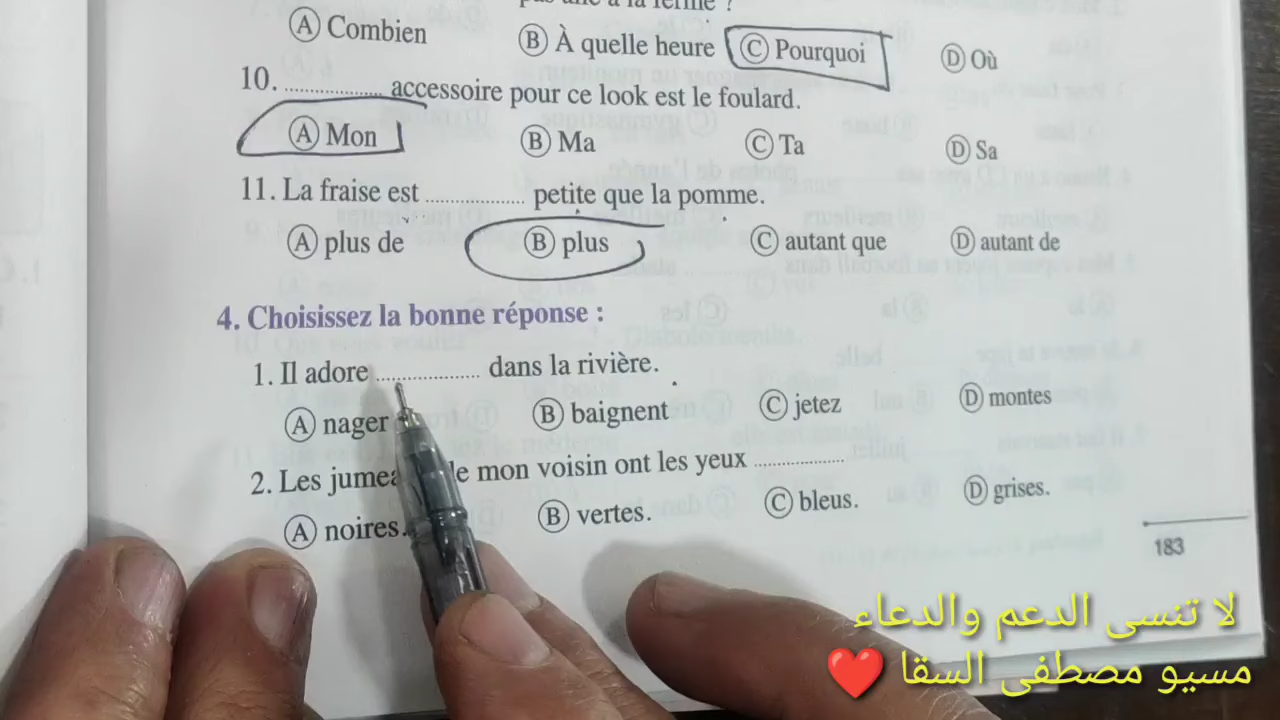 à la ferme ?
Ⓐ Combien Ⓑ À quelle heure Ⓒ Pourquoi Ⓓ Où
10. .................... accessoire pour ce look est le foulard.
Ⓐ Mon Ⓑ Ma Ⓒ Ta Ⓓ Sa
11. La fraise est .................... petite que la pomme.
Ⓐ plus de Ⓑ plus Ⓒ autant que Ⓓ autant de
4. Choisissez la bonne réponse :
1. Il adore .................... dans la rivière.
Ⓐ nager Ⓑ baignent Ⓒ jetez Ⓓ montes
2. Les mon voisin ont les yeux ..................
Ⓐ noires. Ⓑ vertes. Ⓒ bleus. Ⓓ grises.
183
لا تنسى الدعم والدعاء
مسيو مصطفى السقا ❤️